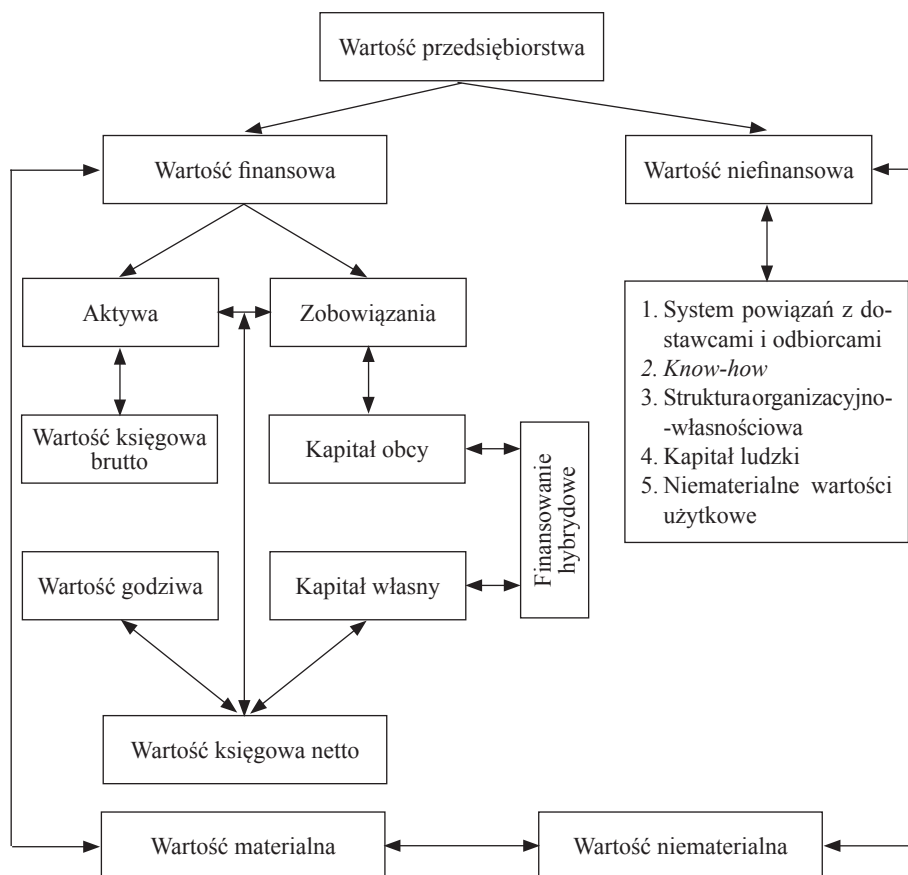 Wartość przedsiębiorstwa
Wartość finansowa
Wartość niefinansowa
Aktywa
Zobowiązania
1. System powiązań z do-
stawcami i odbiorcami
2. Know-how
3. Strukturaorganizacyjno-
-własnościowa
4. Kapitał ludzki
5. Niematerialne wartości
użytkowe
Wartość księgowa
brutto
Kapitał obcy
Finansowanie
hybrydowe
Wartość godziwa
Kapitał własny
Wartość księgowa netto
Wartość materialna
Wartość niematerialna